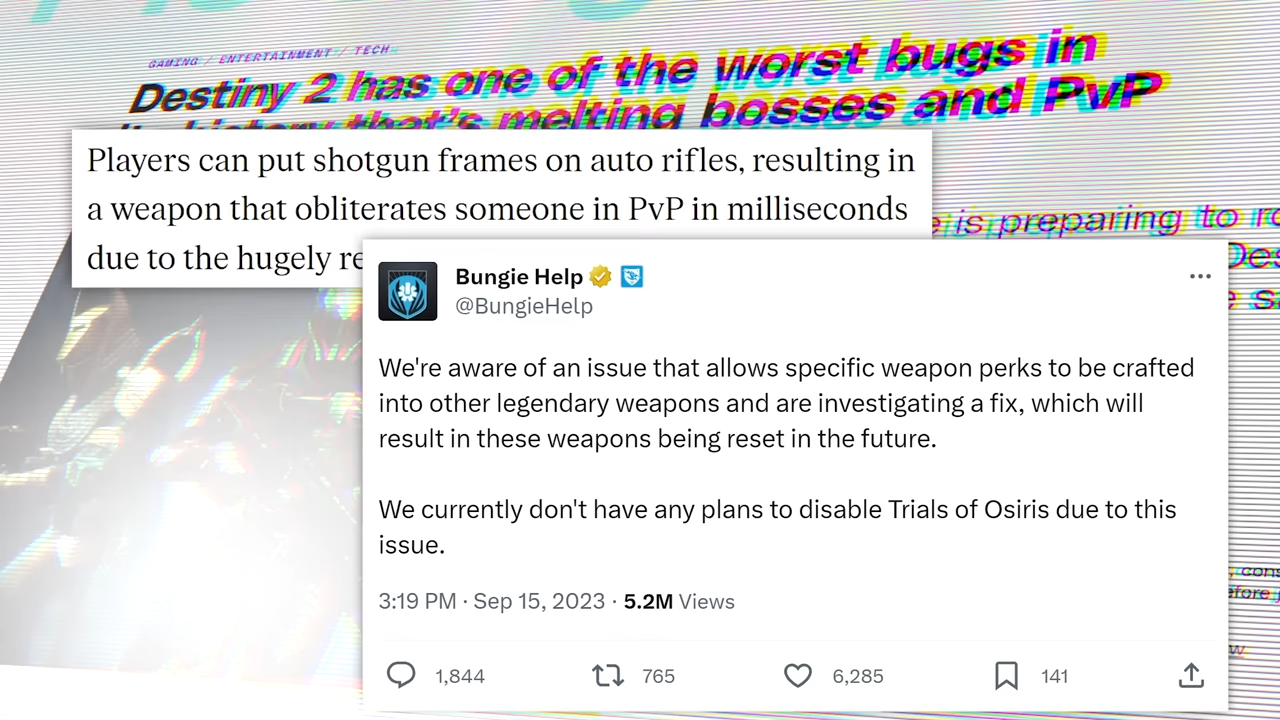 GAMING / ENTERTAINMENT / TECH
Destiny 2 has one of the worst bugs in
history that's melting bosses and PvP
Players can put shotgun frames on auto rifles, resulting in
a weapon that obliterates someone in PvP in milliseconds
due to the hugely re
is preparing to
Bungie Help
@BungieHelp
We're aware of an issue that allows specific weapon perks to be crafted
into other legendary weapons and are investigating a fix, which will
result in these weapons being reset in the future.
We currently don't have any plans to disable Trials of Osiris due to this
issue.
3:19 PM · Sep 15, 2023 · 5.2M Views
1,844 765 6,285 141